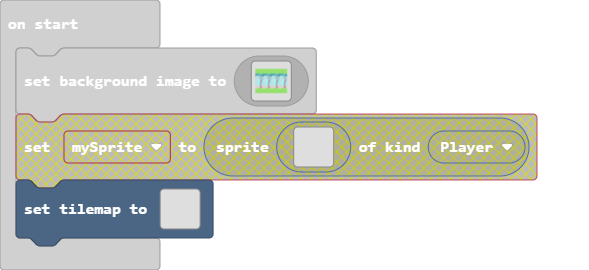 on start
set background image to
set mySprite to sprite of kind Player
set tilemap to